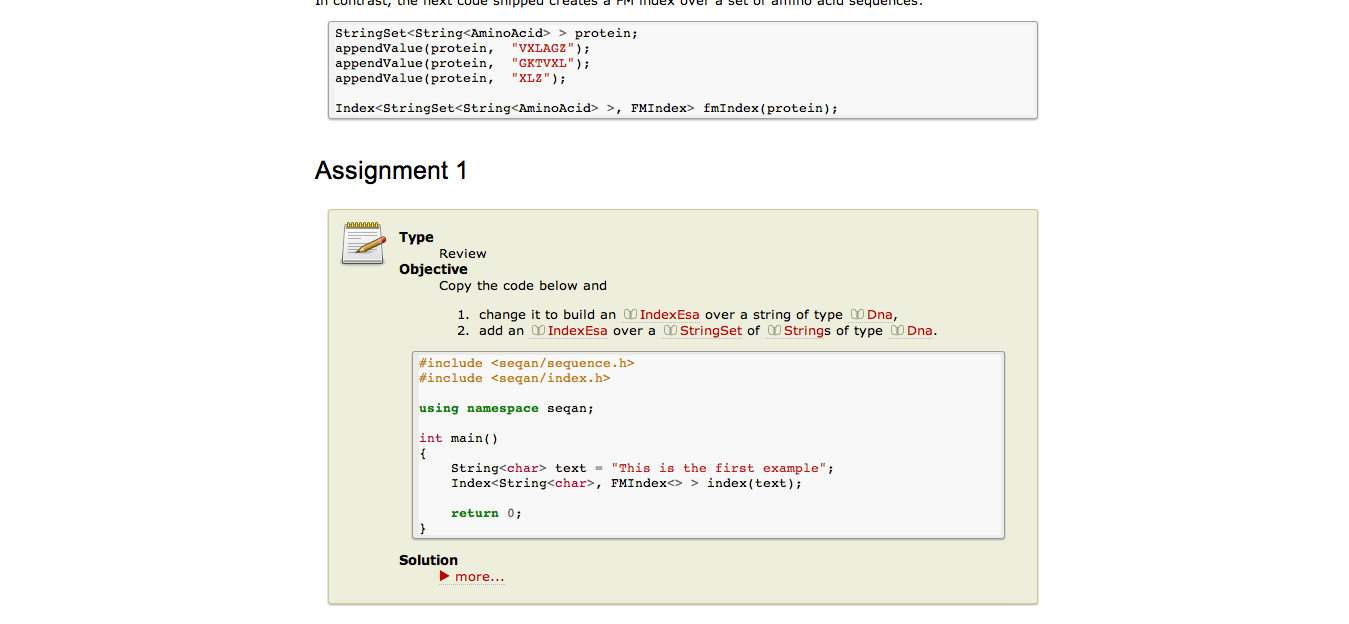 In contrast, the next code snipped creates a FM index over a set of amino acid sequences:
StringSet<String<AminoAcid> > protein;
appendValue(protein,  "VXLAGZ");
appendValue(protein,  "GKTVXL");
appendValue(protein,  "XLZ");
Index<StringSet<String<AminoAcid> >, FMIndex> fmIndex(protein);
Assignment 1
Type
Review
Objective
Copy the code below and
1. change it to build an IndexEsa over a string of type Dna,
2. add an IndexEsa over a StringSet of Strings of type Dna.
#include <seqan/sequence.h>
#include <seqan/index.h>
using namespace seqan;
int main()
{
    String<char> text = "This is the first example";
    Index<String<char>, FMIndex<> > index(text);
    return 0;
}
Solution
more...